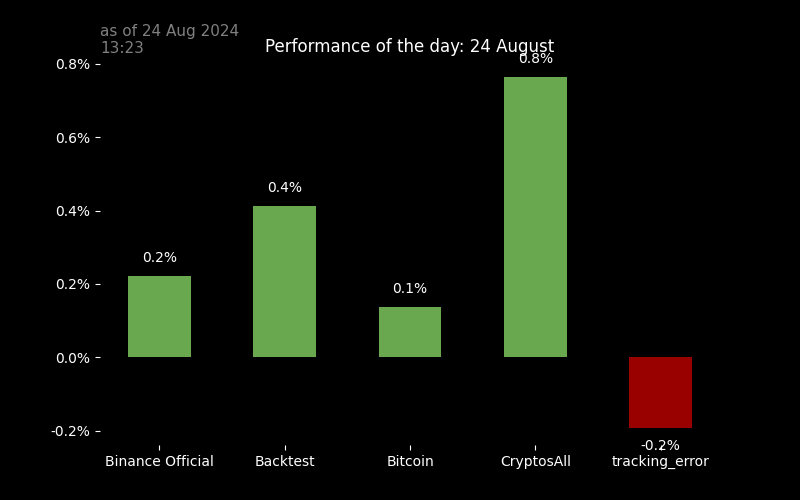 as of 24 Aug 2024
13:23
Performance of the day: 24 August
0.8%
0.8%
0.6%
0.4%
0.4%
0.2%
0.2%
0.1%
0.0%
-0.2%
-0.2%
Binance Official
Backtest
Bitcoin
CryptosAll
tracking_error